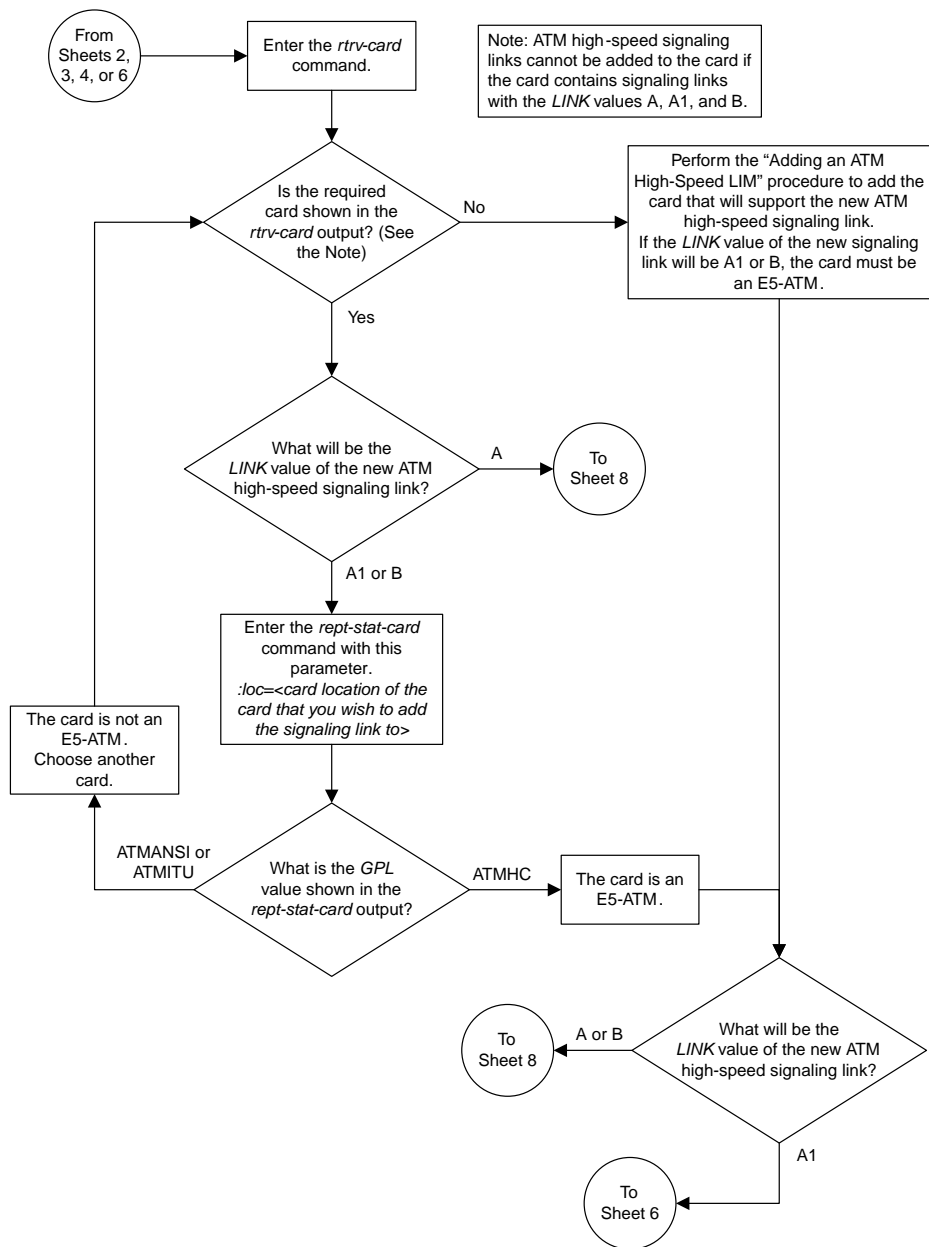 From
Sheets 2,
3, 4, or 6
Enter the rtrv-card
command.
Note: ATM high-speed signaling
links cannot be added to the card if
the card contains signaling links
with the LINK values A, A1, and B.
Is the required
card shown in the
rtrv-card output? (See
the Note)
No
Perform the “Adding an ATM
High-Speed LIM” procedure to add the
card that will support the new ATM
high-speed signaling link.
If the LINK value of the new signaling
link will be A1 or B, the card must be
an E5-ATM.
Yes
What will be the
LINK value of the new ATM
high-speed signaling link?
A
To
Sheet 8
A1 or B
Enter the rept-stat-card
command with this
parameter.
:loc=<card location of the
card that you wish to add
the signaling link to>
The card is not an
E5-ATM.
Choose another
card.
ATMANSI or
ATMITU
What is the GPL
value shown in the
rept-stat-card output?
ATMHC
The card is an
E5-ATM.
What will be the
LINK value of the new ATM
high-speed signaling link?
A or B
To
Sheet 8
A1
To
Sheet 6